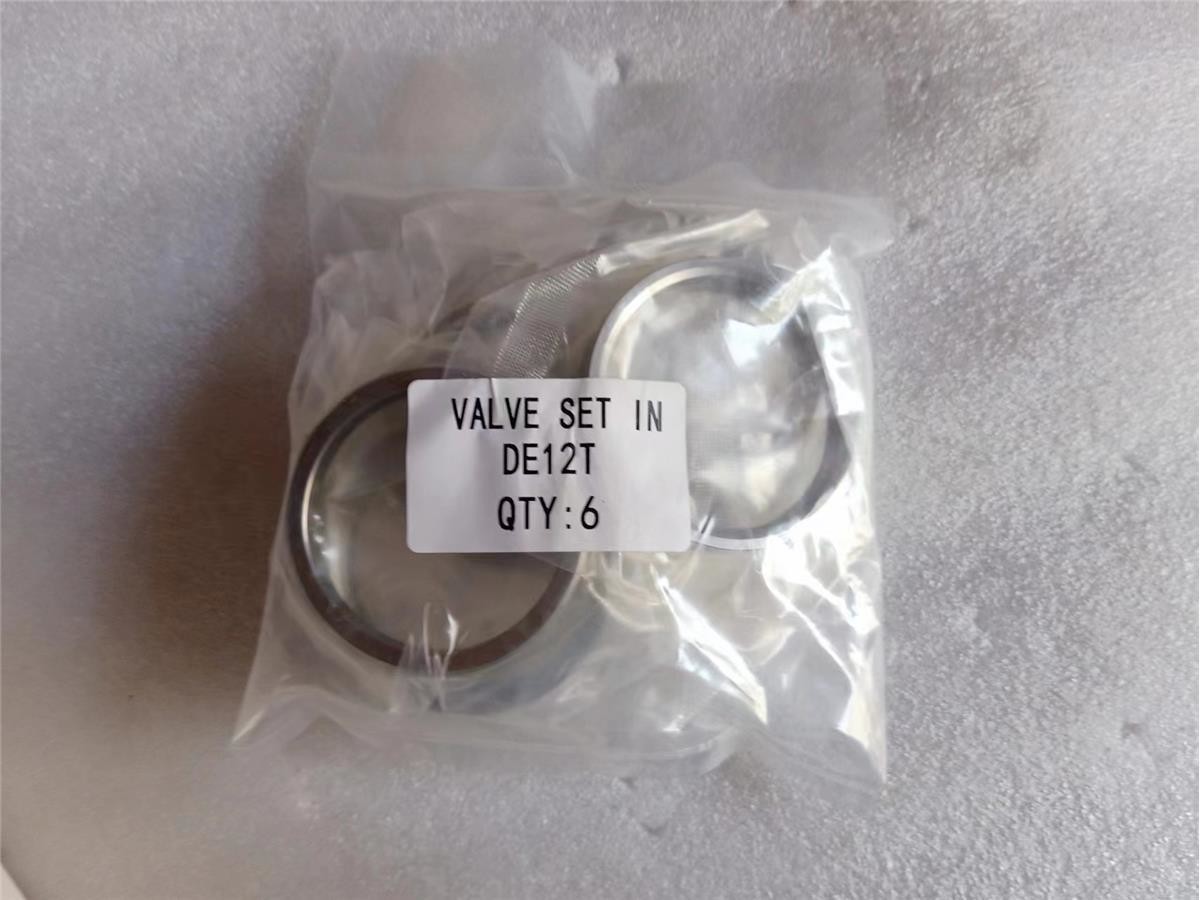 VALVE SET IN
DE12T
QTY:6